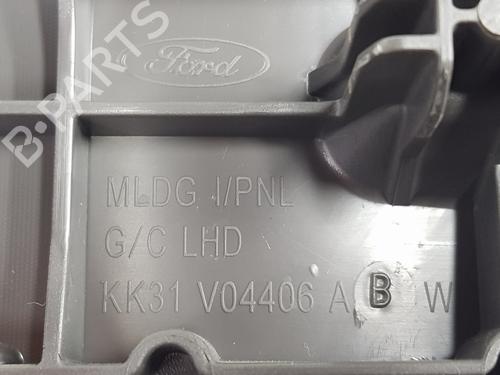 B-PARTS
Ford
MLDG I/PNL
G/C LHD
KK31 V04406 A B W